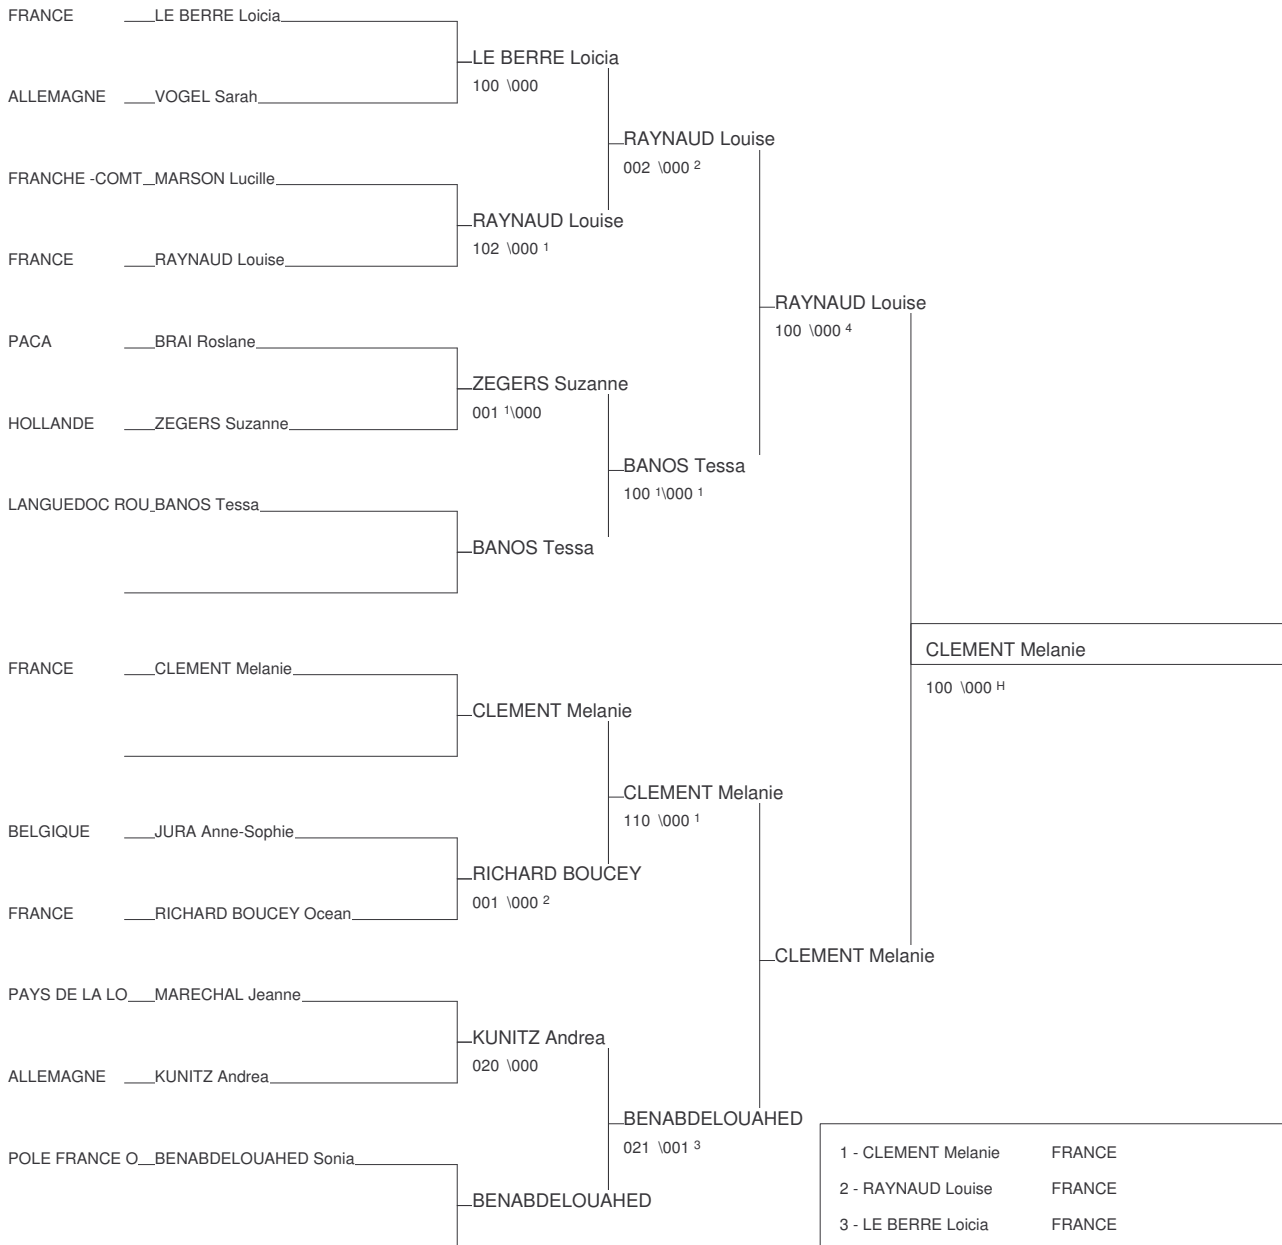 FRANCE LE BERRE Loicia
LE BERRE Loicia
100 \000
ALLEMAGNE VOGEL Sarah
RAYNAUD Louise
002 \000 2
FRANCHE -COMT MARSON Lucille
RAYNAUD Louise
102 \000 1
FRANCE RAYNAUD Louise
RAYNAUD Louise
100 \000 4
PACA BRAI Roslane
ZEGERS Suzanne
001 1\000
HOLLANDE ZEGERS Suzanne
BANOS Tessa
100 1\000 1
LANGUEDOC ROU BANOS Tessa
BANOS Tessa
CLEMENT Melanie
100 \000 H
FRANCE CLEMENT Melanie
CLEMENT Melanie
CLEMENT Melanie
110 \000 1
BELGIQUE JURA Anne-Sophie
RICHARD BOUCEY
001 \000 2
FRANCE RICHARD BOUCEY Ocean
CLEMENT Melanie
PAYS DE LA LO MARECHAL Jeanne
KUNITZ Andrea
020 \000
ALLEMAGNE KUNITZ Andrea
BENABDELOUAHED
021 \001 3
POLE FRANCE O BENABDELOUAHED Sonia
BENABDELOUAHED
1 - CLEMENT Melanie FRANCE
2 - RAYNAUD Louise FRANCE
3 - LE BERRE Loicia FRANCE